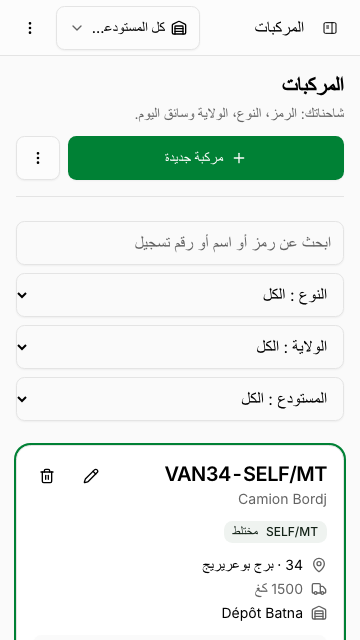 المركبات
كل المستودعـ...
المركبات
شاحناتك: الرمز، النوع، الولاية وسائق اليوم.
مركبة جديدة
ابحث عن رمز أو اسم أو رقم تسجيل
النوع : الكل
الولاية : الكل
المستودع : الكل
VAN34-SELF/MT
Camion Bordj
SELF/MT مختلط
34 · برج بوعريريج
1500 كغ
Dépôt Batna